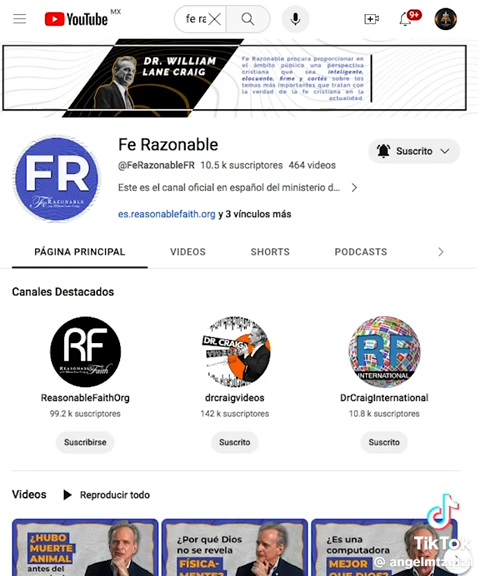 YouTube MX
fe ra
9+
DR. WILLIAM
LANE CRAIG
Fe Razonable procura proporcionar en
el ámbito público una perspectiva
cristiana que sea inteligente,
elocuente, firme y cortés sobre los
temas más importantes que tratan con
la verdad de la fe cristiana en la
actualidad.
FR
FE RAZONABLE
Fe Razonable
@FeRazonableFR 10.5 k suscriptores 464 videos
Suscrito
Este es el canal oficial en español del ministerio d...
es.reasonablefaith.org y 3 vínculos más
PÁGINA PRINCIPAL VIDEOS SHORTS PODCASTS
Canales Destacados
RF
REASONABLE
Faith
DR. CRAIG
RF
INTERNATIONAL
ReasonableFaithOrg drcraigvideos DrCraigInternational
99.2 k suscriptores 142 k suscriptores 10.8 k suscriptores
Suscribirse Suscrito Suscrito
Videos Reproducir todo
¿HUBO
MUERTE
ANIMAL
antes del
¿Por qué Dios
no se revela
FÍSICA-
MENTE?
¿Es una
computadora
MEJOR
QUE DIOS?
TikTok